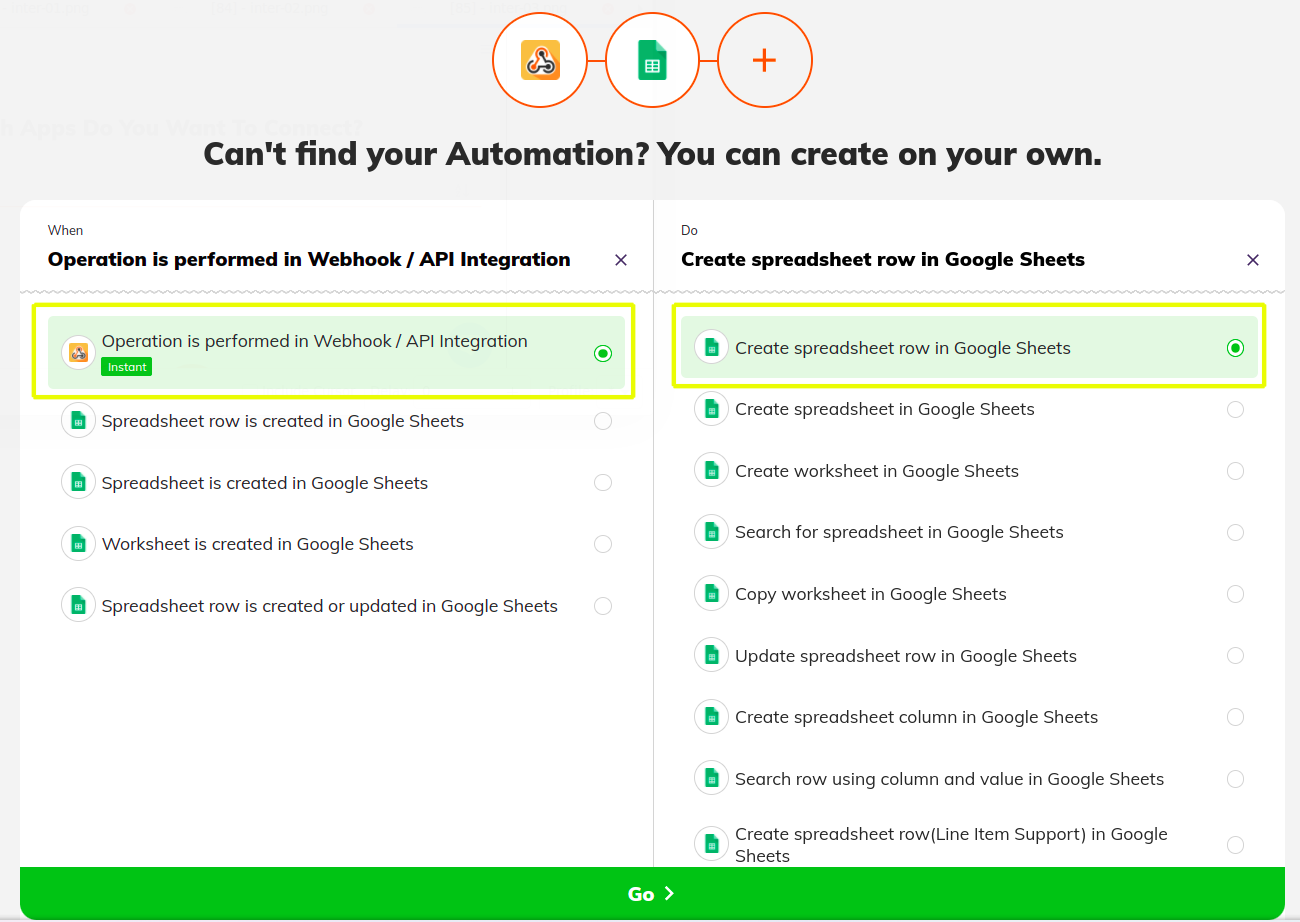 h Apps Do You Want To Connect?
Can't find your Automation? You can create on your own.
When
Operation is performed in Webhook / API Integration
Operation is performed in Webhook / API Integration
Instant
Spreadsheet row is created in Google Sheets
Spreadsheet is created in Google Sheets
Worksheet is created in Google Sheets
Spreadsheet row is created or updated in Google Sheets
Do
Create spreadsheet row in Google Sheets
Create spreadsheet row in Google Sheets
Create spreadsheet in Google Sheets
Create worksheet in Google Sheets
Search for spreadsheet in Google Sheets
Copy worksheet in Google Sheets
Update spreadsheet row in Google Sheets
Create spreadsheet column in Google Sheets
Search row using column and value in Google Sheets
Create spreadsheet row(Line Item Support) in Google
Sheets
Go